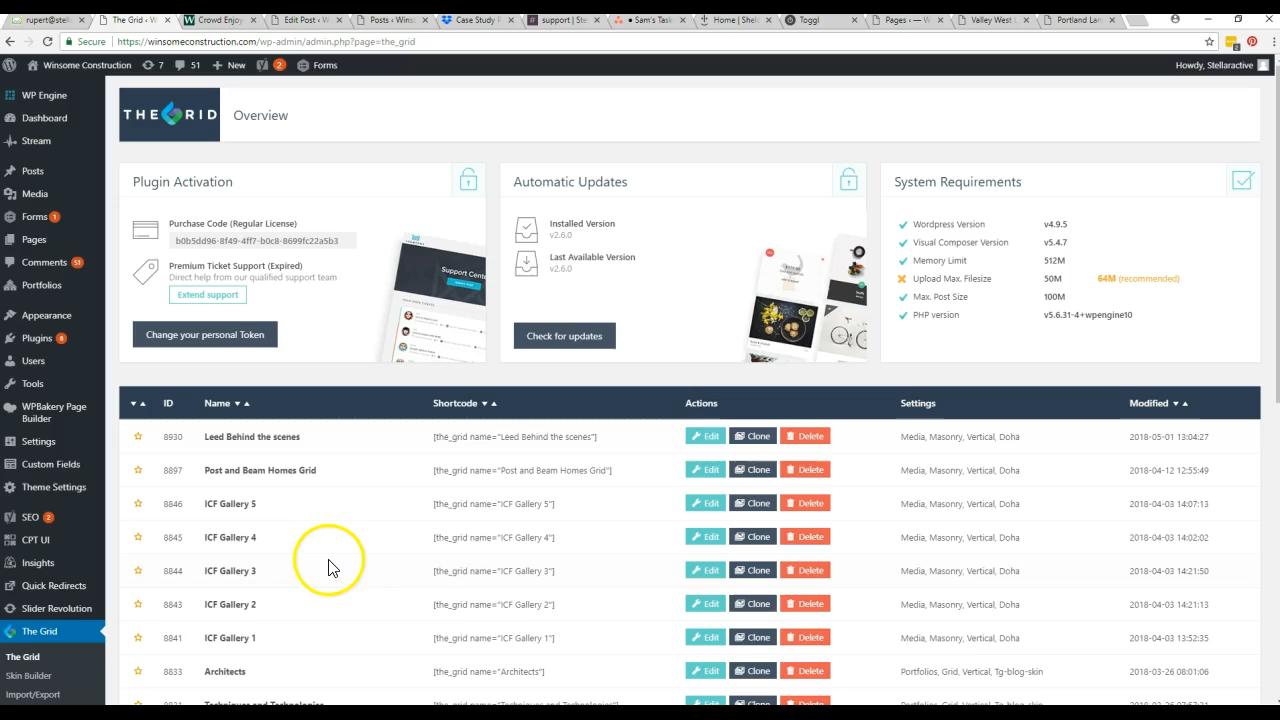 rupert@stella
The Grid ‹ W
Crowd Enjoy
Edit Post ‹ W
Posts ‹ Wins
Case Study P
support | Ste
● Sam's Task
Home | Shel
Toggl
Pages ‹ — W
Valley West L
Portland Lan
Secure https://winsomeconstruction.com/wp-admin/admin.php?page=the_grid
2
Winsome Construction 7 51 New 2 Forms Howdy, Stellaractive
WP Engine
Dashboard
Stream
Posts
Media
Forms 1
Pages
Comments 51
Portfolios
Appearance
Plugins 6
Users
Tools
WPBakery Page
Builder
Settings
Custom Fields
Theme Settings
SEO 2
CPT UI
Insights
Quick Redirects
Slider Revolution
The Grid
The Grid
Skin Builder
Import/Export
THE GRID Overview
Plugin Activation
Purchase Code (Regular License)
b0b5dd96-8f49-4ff7-b0c8-8699fc22a5b3
Premium Ticket Support (Expired)
Direct help from our qualified support team
Extend support
Change your personal Token
Support Cent
Automatic Updates
Installed Version
v2.6.0
Last Available Version
v2.6.0
Check for updates
System Requirements
Wordpress Version v4.9.5
Visual Composer Version v5.4.7
Memory Limit 512M
Upload Max. Filesize 50M 64M (recommended)
Max. Post Size 100M
PHP version v5.6.31-4+wpengine10
ID Name Shortcode Actions Settings Modified
8930 Leed Behind the scenes [the_grid name="Leed Behind the scenes"] Edit Clone Delete Media, Masonry, Vertical, Doha 2018-05-01 13:04:27
8897 Post and Beam Homes Grid [the_grid name="Post and Beam Homes Grid"] Edit Clone Delete Media, Masonry, Vertical, Doha 2018-04-12 12:55:49
8846 ICF Gallery 5 [the_grid name="ICF Gallery 5"] Edit Clone Delete Media, Masonry, Vertical, Doha 2018-04-03 14:07:13
8845 ICF Gallery 4 [the_grid name="ICF Gallery 4"] Edit Clone Delete Media, Masonry, Vertical, Doha 2018-04-03 14:02:02
8844 ICF Gallery 3 [the_grid name="ICF Gallery 3"] Edit Clone Delete Media, Masonry, Vertical, Doha 2018-04-03 14:21:50
8843 ICF Gallery 2 [the_grid name="ICF Gallery 2"] Edit Clone Delete Media, Masonry, Vertical, Doha 2018-04-03 14:21:13
8841 ICF Gallery 1 [the_grid name="ICF Gallery 1"] Edit Clone Delete Media, Masonry, Vertical, Doha 2018-04-03 13:52:35
8833 Architects [the_grid name="Architects"] Edit Clone Delete Portfolios, Grid, Vertical, Tg-blog-skin 2018-03-26 08:01:06
Techniques and Technologies